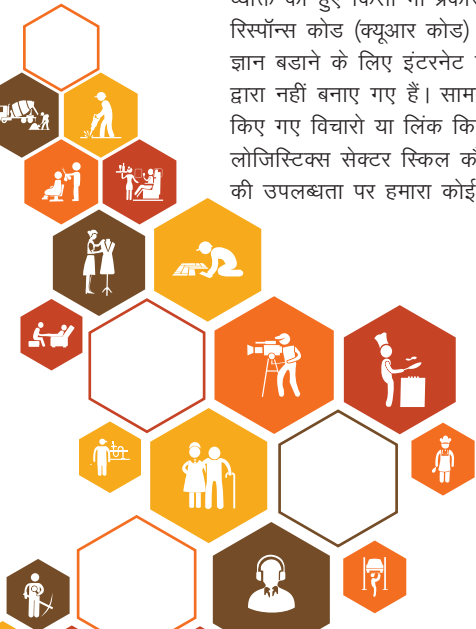 रिस्पॉन्स कोड (क्यूआर कोड)
ज्ञान बडाने के लिए इंटरनेट
द्वारा नहीं बनाए गए हैं। साम
किए गए विचारो या लिंक कि
लोजिस्टिक्स सेक्टर स्किल कौ
की उपलब्धता पर हमारा कोई